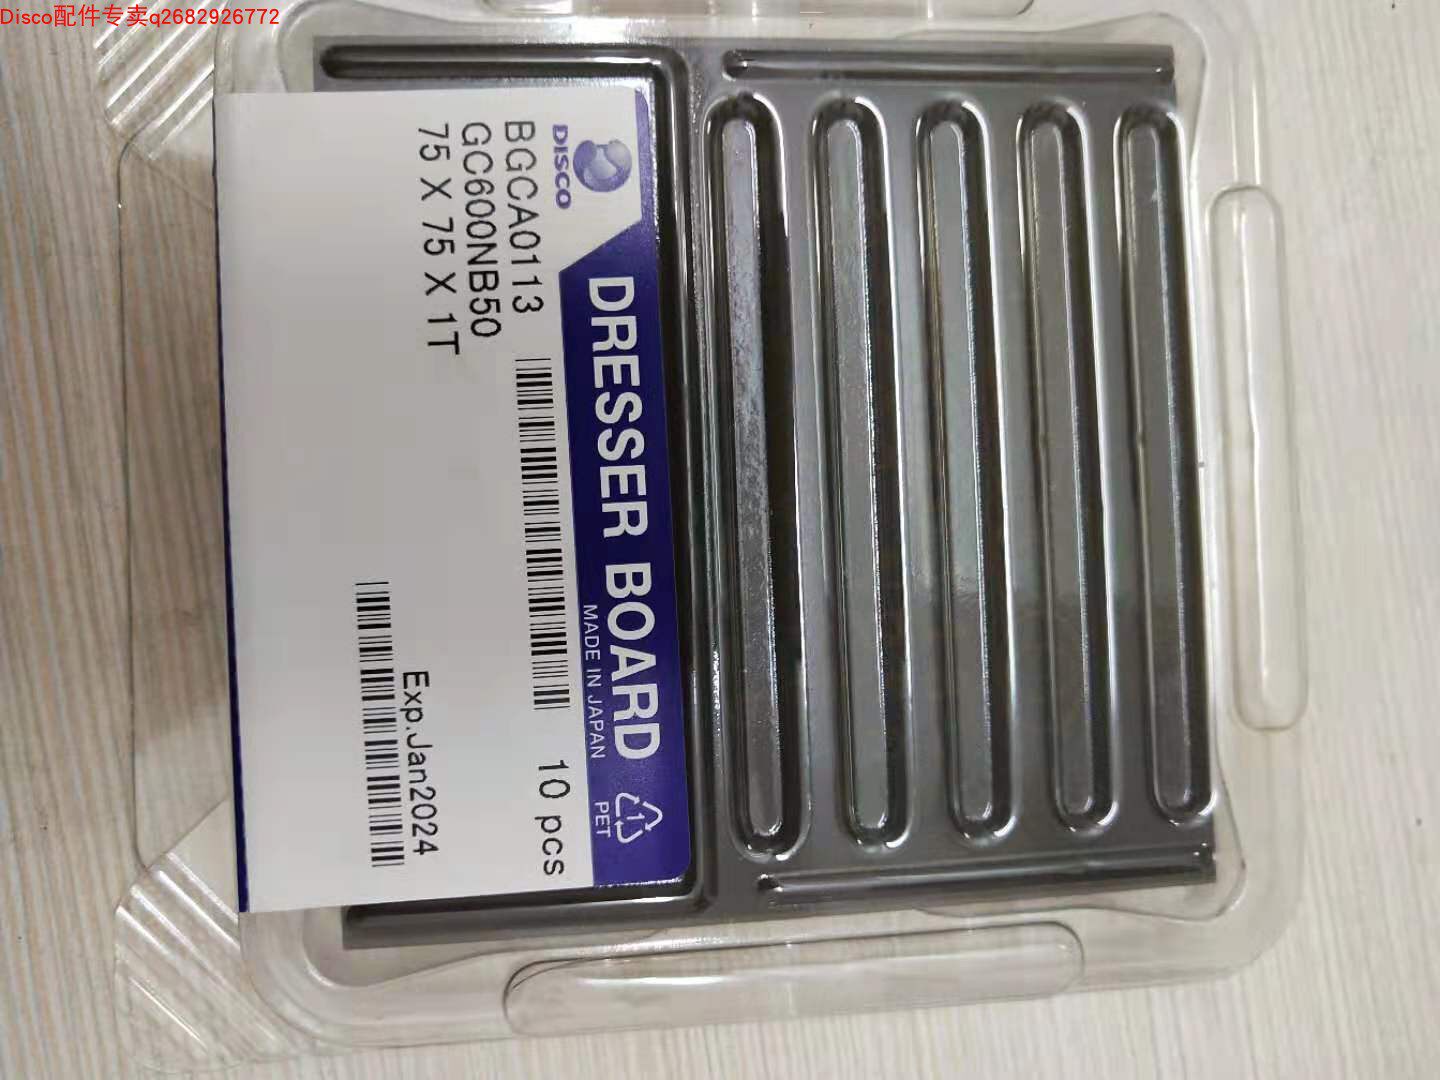 Disco配件专卖q2682926772
DISCO
DRESSER BOARD
MADE IN JAPAN
1
PET
BGCA0113
10 pcs
GC600NB50
75 X 75 X 1T
Exp.Jan2024